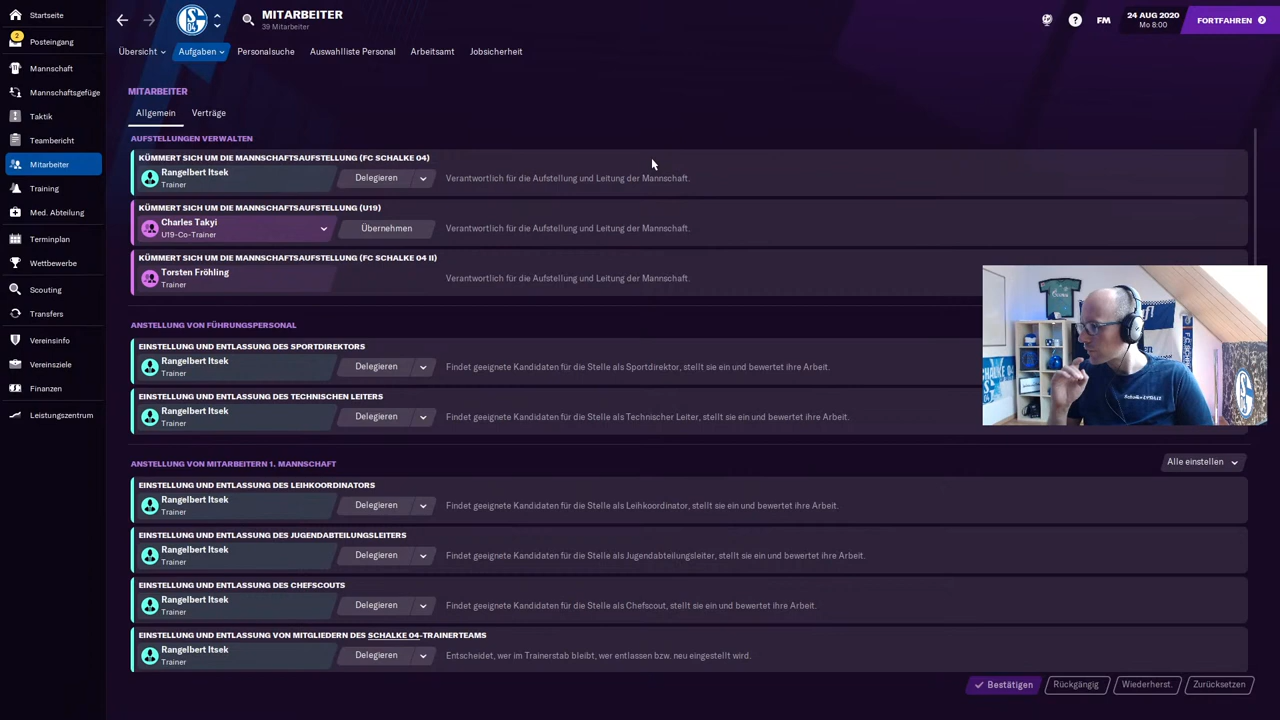 Startseite
2
Posteingang
Mannschaft
Mannschaftsgefüge
Taktik
Teambericht
Mitarbeiter
Training
Med. Abteilung
Terminplan
Wettbewerbe
Scouting
Transfers
Vereinsinfo
Vereinsziele
Finanzen
Leistungszentrum
MITARBEITER
39 Mitarbeiter
FM
24 AUG 2020
Mo 8:00
FORTFAHREN
Übersicht Aufgaben Personalsuche Auswahlliste Personal Arbeitsamt Jobsicherheit
MITARBEITER
Allgemein Verträge
AUFSTELLUNGEN VERWALTEN
KÜMMERT SICH UM DIE MANNSCHAFTSAUFSTELLUNG (FC SCHALKE 04)
Rangelbert Itsek
Trainer
Delegieren
Verantwortlich für die Aufstellung und Leitung der Mannschaft.
KÜMMERT SICH UM DIE MANNSCHAFTSAUFSTELLUNG (U19)
Charles Takyi
U19-Co-Trainer
Übernehmen
Verantwortlich für die Aufstellung und Leitung der Mannschaft.
KÜMMERT SICH UM DIE MANNSCHAFTSAUFSTELLUNG (FC SCHALKE 04 II)
Torsten Fröhling
Trainer
Verantwortlich für die Aufstellung und Leitung der Mannschaft.
ANSTELLUNG VON FÜHRUNGSPERSONAL
EINSTELLUNG UND ENTLASSUNG DES SPORTDIREKTORS
Rangelbert Itsek
Trainer
Delegieren
Findet geeignete Kandidaten für die Stelle als Sportdirektor, stellt sie ein und bewertet ihre Arbeit.
EINSTELLUNG UND ENTLASSUNG DES TECHNISCHEN LEITERS
Rangelbert Itsek
Trainer
Delegieren
Findet geeignete Kandidaten für die Stelle als Technischer Leiter, stellt sie ein und bewertet ihre Arbeit.
ANSTELLUNG VON MITARBEITERN 1. MANNSCHAFT
Alle einstellen
EINSTELLUNG UND ENTLASSUNG DES LEIHKOORDINATORS
Rangelbert Itsek
Trainer
Delegieren
Findet geeignete Kandidaten für die Stelle als Leihkoordinator, stellt sie ein und bewertet ihre Arbeit.
EINSTELLUNG UND ENTLASSUNG DES JUGENDABTEILUNGSLEITERS
Rangelbert Itsek
Trainer
Delegieren
Findet geeignete Kandidaten für die Stelle als Jugendabteilungsleiter, stellt sie ein und bewertet ihre Arbeit.
EINSTELLUNG UND ENTLASSUNG DES CHEFSCOUTS
Rangelbert Itsek
Trainer
Delegieren
Findet geeignete Kandidaten für die Stelle als Chefscout, stellt sie ein und bewertet ihre Arbeit.
EINSTELLUNG UND ENTLASSUNG VON MITGLIEDERN DES SCHALKE 04-TRAINERTEAMS
Rangelbert Itsek
Trainer
Delegieren
Entscheidet, wer im Trainerstab bleibt, wer entlassen bzw. neu eingestellt wird.
Bestätigen Rückgängig Wiederherst. Zurücksetzen